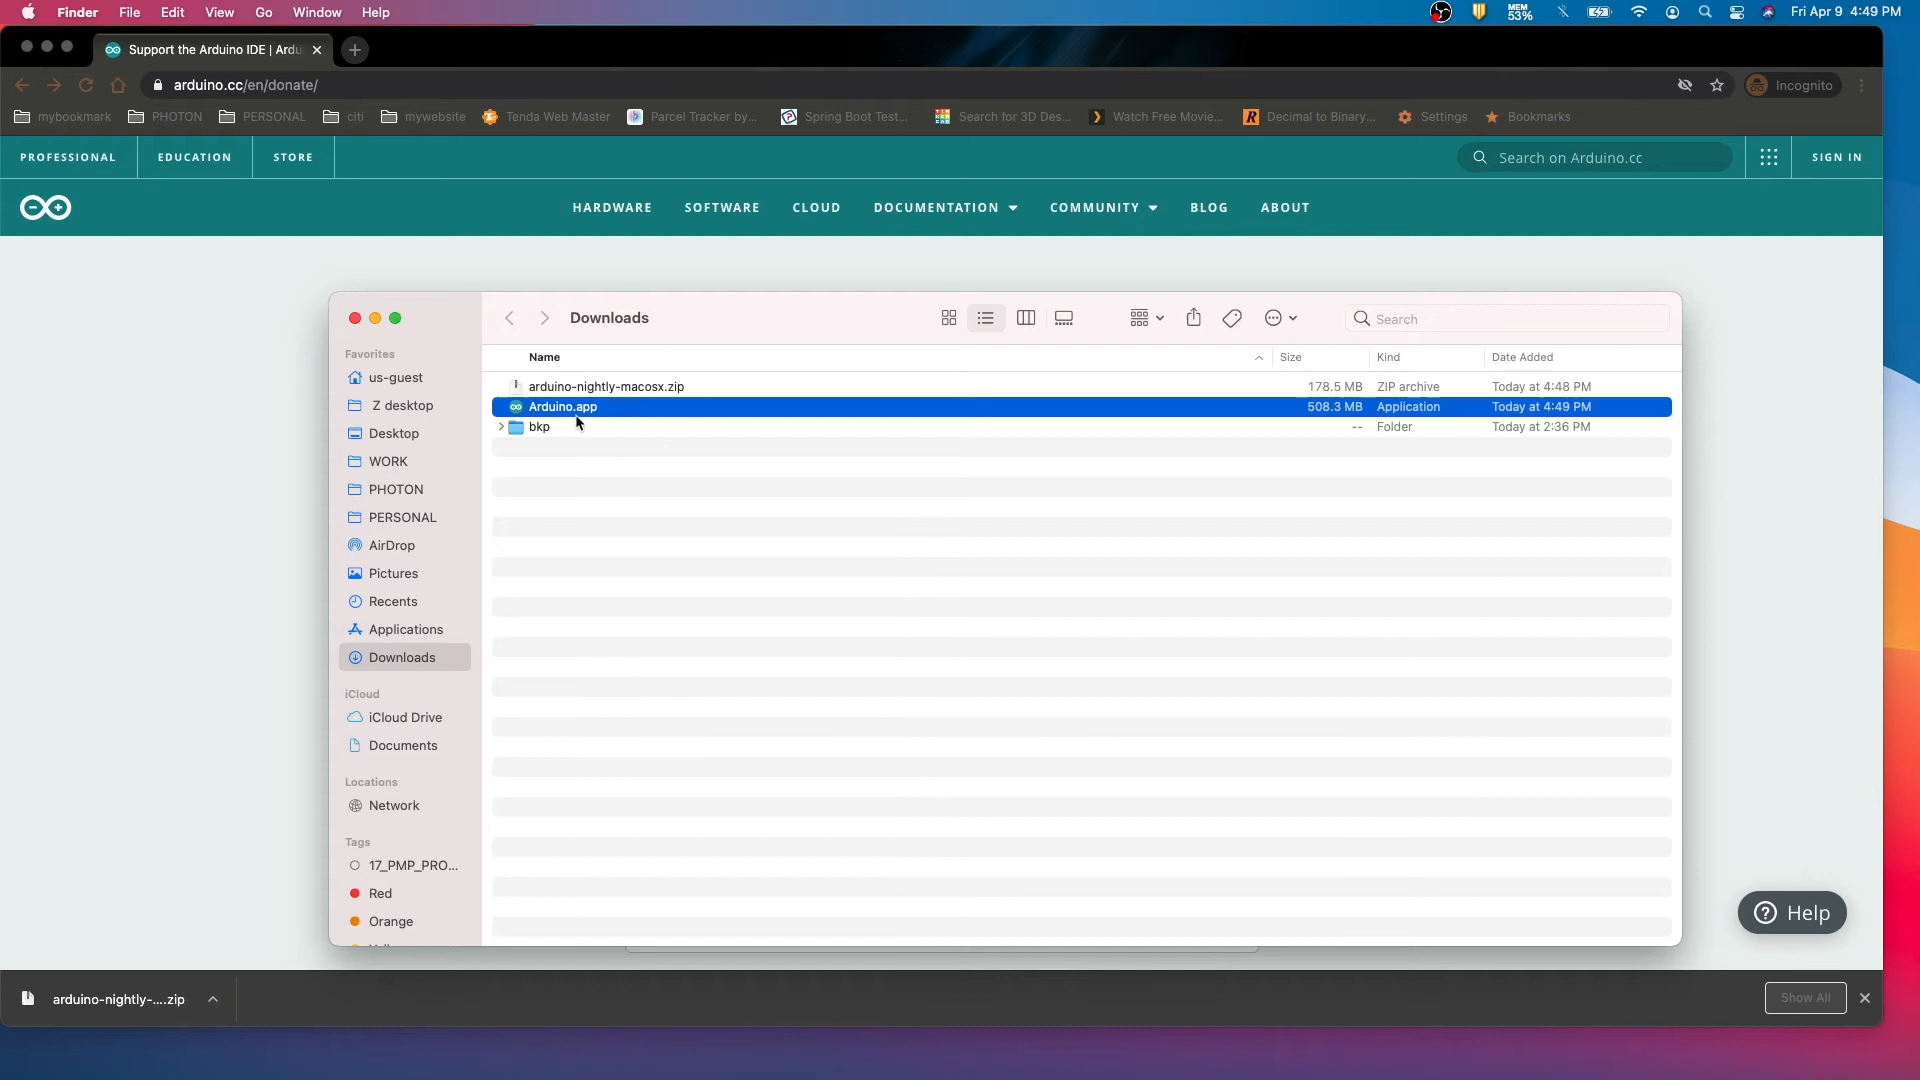 Finder File Edit View Go Window Help
MEM 53%
Fri Apr 9 4:49 PM
Support the Arduino IDE | Ardu
arduino.cc/en/donate/
Incognito
mybookmark PHOTON PERSONAL citi mywebsite Tenda Web Master Parcel Tracker by... Spring Boot Test... Search for 3D Des... Watch Free Movie... Decimal to Binary... Settings Bookmarks
PROFESSIONAL EDUCATION STORE Search on Arduino.cc SIGN IN
HARDWARE SOFTWARE CLOUD DOCUMENTATION COMMUNITY BLOG ABOUT
Downloads
Search
Favorites
us-guest
Z desktop
Desktop
WORK
PHOTON
PERSONAL
AirDrop
Pictures
Recents
Applications
Downloads
iCloud
iCloud Drive
Documents
Locations
Network
Tags
17_PMP_PRO...
Red
Orange
Name Size Kind Date Added
arduino-nightly-macosx.zip 178.5 MB ZIP archive Today at 4:48 PM
Arduino.app 508.3 MB Application Today at 4:49 PM
bkp -- Folder Today at 2:36 PM
Help
arduino-nightly-....zip
Show All